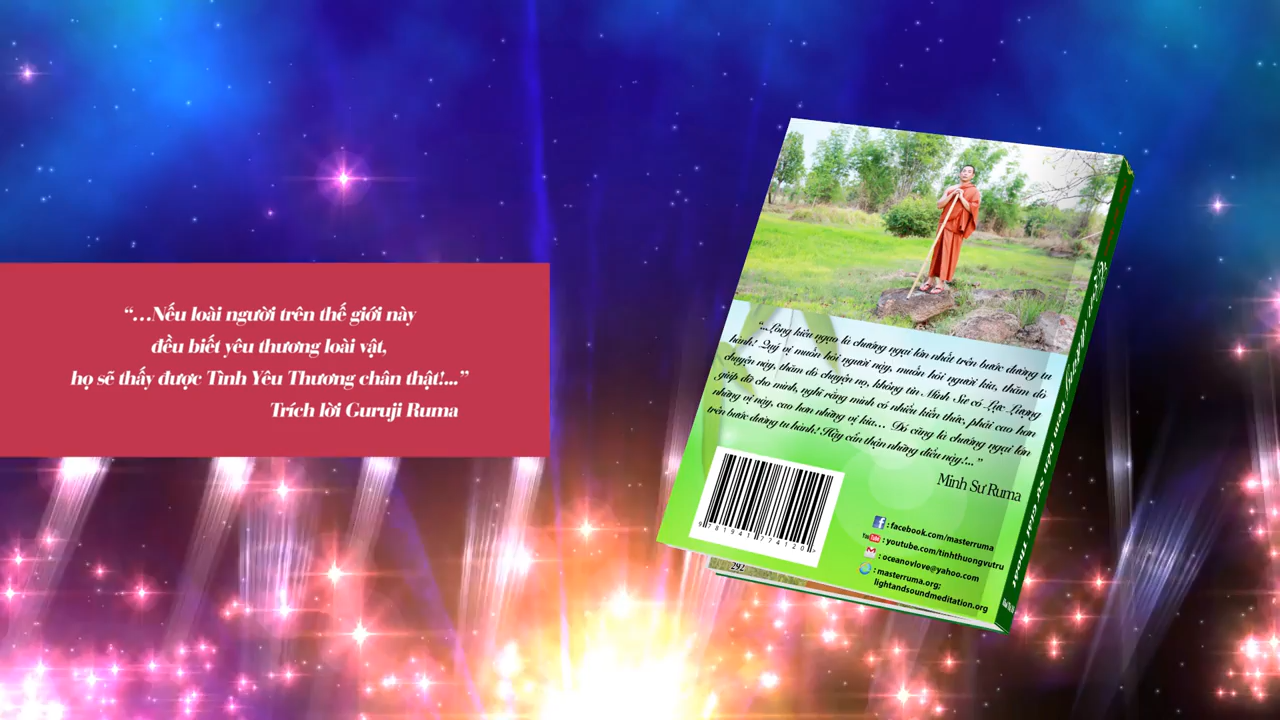 “…Nếu loài người trên thế giới này
đều biết yêu thương loài vật,
họ sẽ thấy được Tình Yêu Thương chân thật!...”
Trích lời Guruji Ruma
“...Lòng kiêu ngạo là chướng ngại lớn nhất trên bước đường tu
hành! Quý vị muốn hỏi người này, muốn hỏi người kia, thăm dò
chuyện này, thăm dò chuyện nọ, không tin Minh Sư có Lực Lượng
giúp đỡ cho mình, nghĩ rằng mình có nhiều kiến thức, phải cao hơn
những vị này, cao hơn những vị kia… Đó cũng là chướng ngại lớn
trên bước đường tu hành! Hãy cẩn thận những điều này!...”
Minh Sư Ruma
9 781941 774120
: facebook.com/masterruma
: youtube.com/tinhthuongvutru
: oceanovlove@yahoo.com
: masterruma.org;
lightandsoundmeditation.org
292